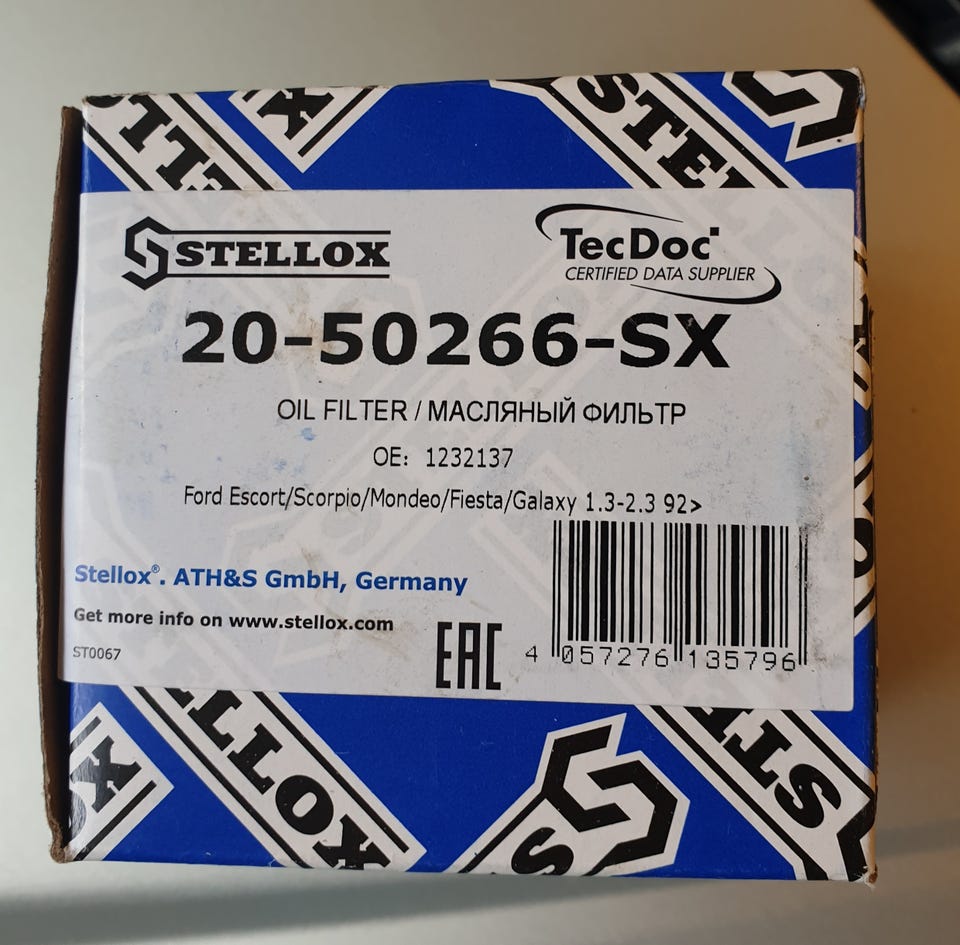 STELLOX
TecDoc
CERTIFIED DATA SUPPLIER
20-50266-SX
OIL FILTER / МАСЛЯНЫЙ ФИЛЬТР
OE: 1232137
Ford Escort/Scorpio/Mondeo/Fiesta/Galaxy 1.3-2.3 92>
Stellox®. ATH&S GmbH, Germany
Get more info on www.stellox.com
ST0067
EAC
4 057276 135796